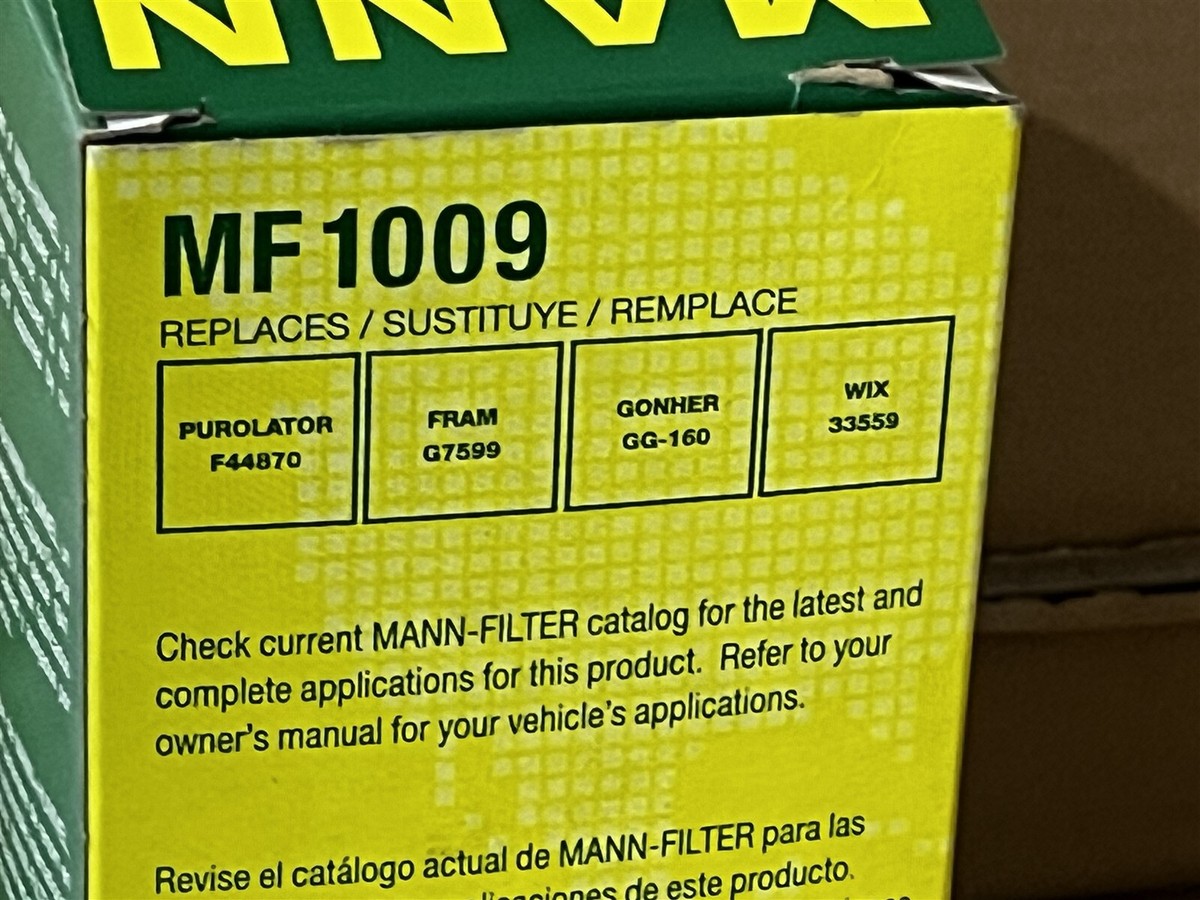 MANN
MF1009
REPLACES / SUSTITUYE / REMPLACE
PUROLATOR
F44870
FRAM
G7599
GONHER
GG-160
WIX
33559
Check current MANN-FILTER catalog for the latest and
complete applications for this product. Refer to your
owner's manual for your vehicle's applications.
Revise el catálogo actual de MANN-FILTER para las
de este producto.